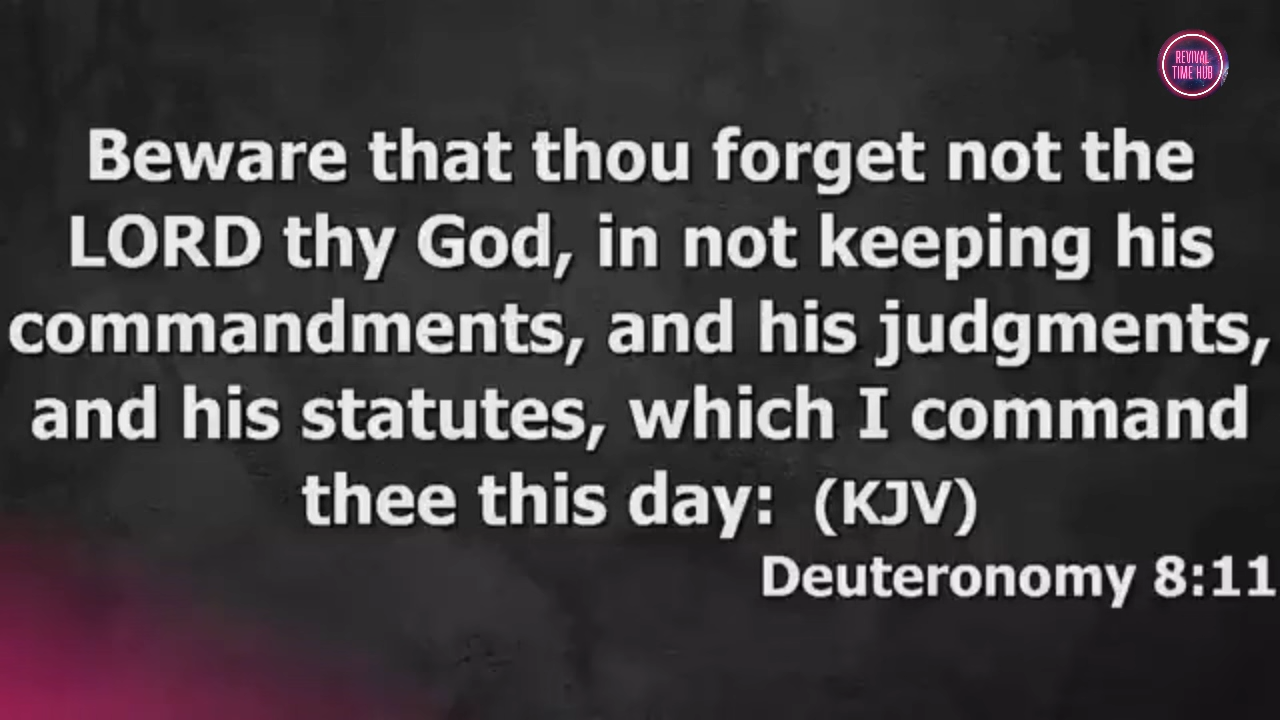 REVIVAL
TIME HUB
Beware that thou forget not the
LORD thy God, in not keeping his
commandments, and his judgments,
and his statutes, which I command
thee this day:  (KJV)
Deuteronomy 8:11